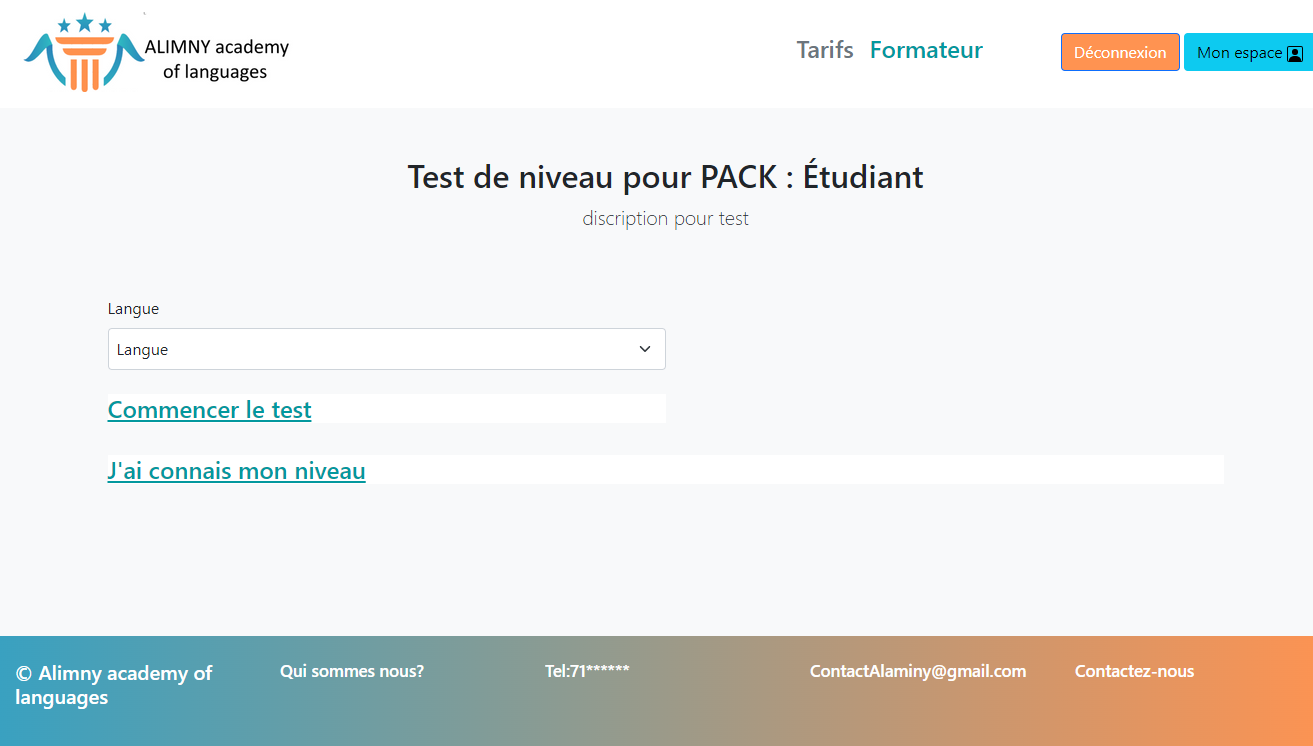 ALIMNY academy
of languages
Tarifs
Formateur
Déconnexion
Mon espace
Test de niveau pour PACK : Étudiant
discription pour test
Langue
Langue
Commencer le test
J'ai connais mon niveau
© Alimny academy of
languages
Qui sommes nous?
Tel:71******
ContactAlaminy@gmail.com
Contactez-nous